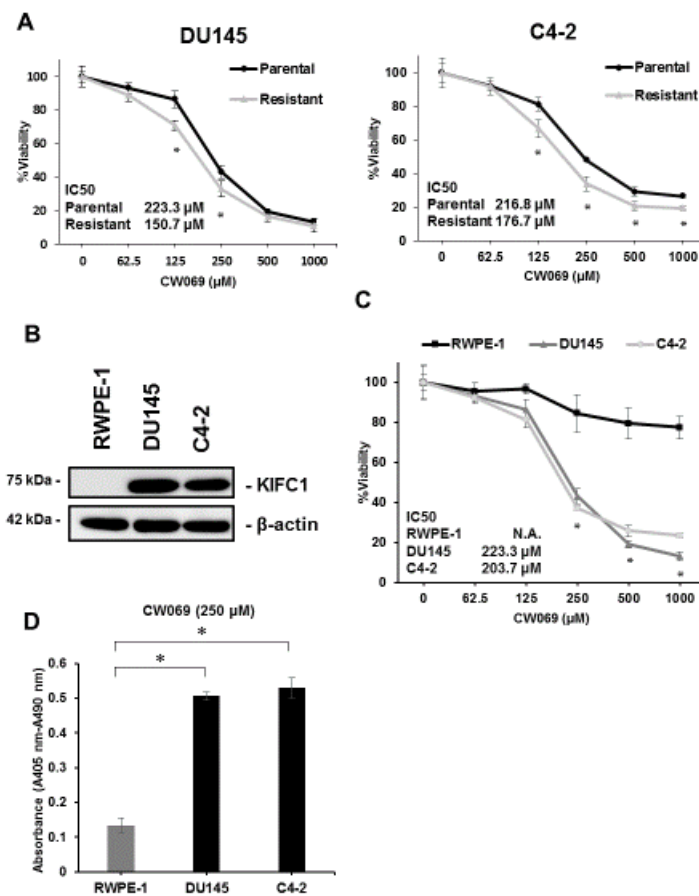 A
DU145
Parental
Resistant
%Viability
100
80
60
40
20
0
IC50
Parental 223.3 µM
Resistant 150.7 µM
*
*
0 62.5 125 250 500 1000
CW069 (µM)
C4-2
Parental
Resistant
%Viability
100
80
60
40
20
0
IC50
Parental 216.8 µM
Resistant 176.7 µM
*
*
*
*
0 62.5 125 250 500 1000
CW069 (µM)
B
RWPE-1
DU145
C4-2
75 kDa -
- KIFC1
42 kDa -
- β-actin
C
RWPE-1 DU145 C4-2
%Viability
100
80
60
40
20
0
IC50
RWPE-1 N.A.
DU145 223.3 µM
C4-2 203.7 µM
*
*
*
0 62.5 125 250 500 1000
CW069 (µM)
D
CW069 (250 µM)
*
*
Absorbance (A405 nm-A490 nm)
0.6
0.5
0.4
0.3
0.2
0.1
0
RWPE-1 DU145 C4-2